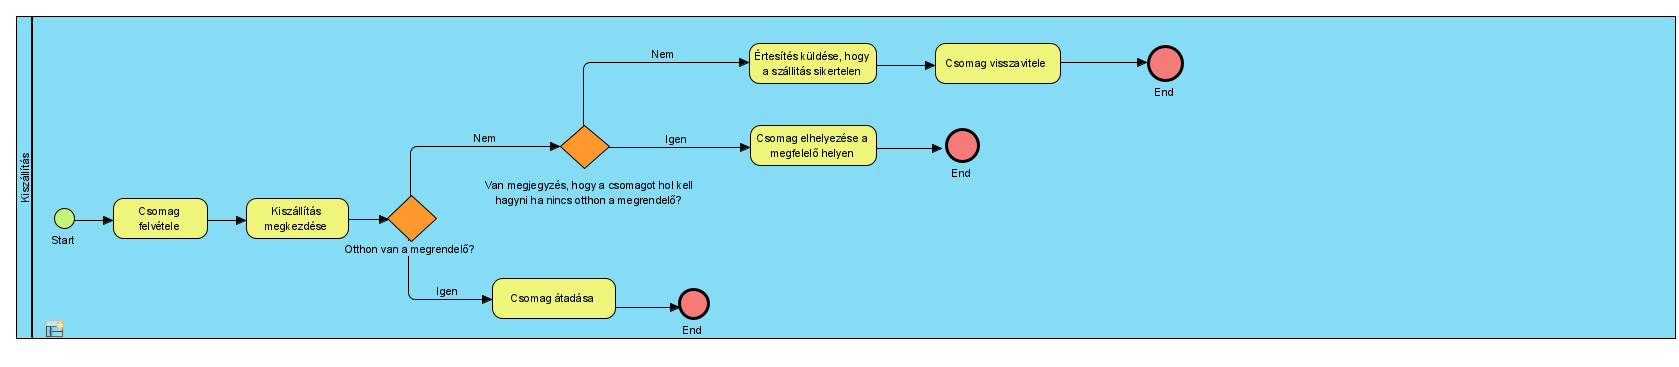 Kiszállítás
Start
Csomag
felvétele
Kiszállítás
megkezdése
Otthon van a megrendelő?
Nem
Van megjegyzés, hogy a csomagot hol kell
hagyni ha nincs otthon a megrendelő?
Nem
Értesítés küldése, hogy
a szállitás sikertelen
Csomag visszavitele
End
Igen
Csomag elhelyezése a
megfelelő helyen
End
Igen
Csomag átadása
End